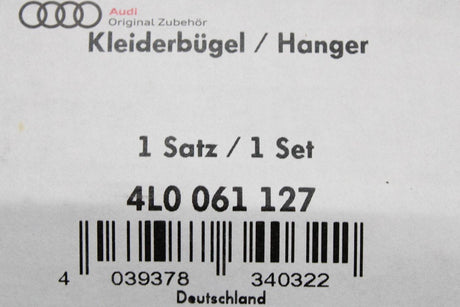 Audi
Original Zubehör
Kleiderbügel / Hanger
1 Satz / 1 Set
4L0 061 127
4 039378 340322
Deutschland